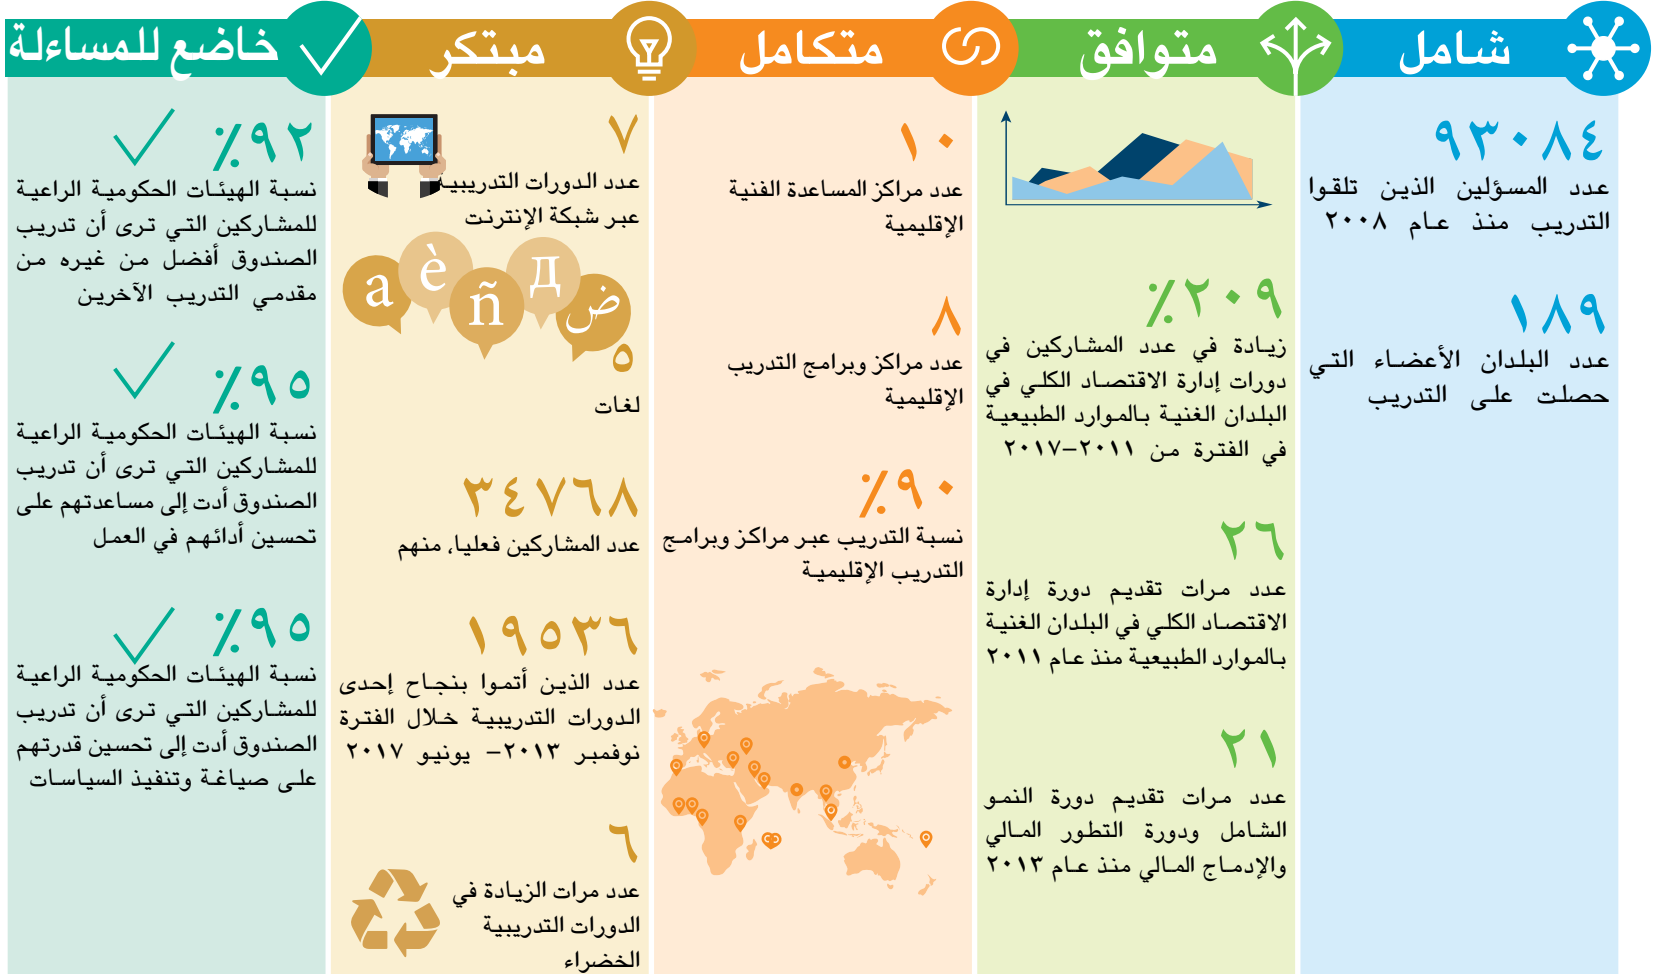 شامل
٩٣٠٨٤
عدد المسؤلين الذين تلقوا
التدريب منذ عام ٢٠٠٨
١٨٩
عدد البلدان الأعضاء التي
حصلت على التدريب
متوافق
٢٠٩٪
زيادة في عدد المشاركين في
دورات إدارة الاقتصاد الكلي في
البلدان الغنية بالموارد الطبيعية
في الفترة من ٢٠١١–٢٠١٧
٢٦
عدد مرات تقديم دورة إدارة
الاقتصاد الكلي في البلدان الغنية
بالموارد الطبيعية منذ عام ٢٠١١
٢١
عدد مرات تقديم دورة النمو
الشامل ودورة التطور المالي
والإدماج المالي منذ عام ٢٠١٣
متكامل
١٠
عدد مراكز المساعدة الفنية
الإقليمية
٨
عدد مراكز وبرامج التدريب
الإقليمية
٩٠٪
نسبة التدريب عبر مراكز وبرامج
التدريب الإقليمية
مبتكر
٧
عدد الدورات التدريبية
عبر شبكة الإنترنت
a è ñ д ض
٥
لغات
٣٤٧٦٨
عدد المشاركين فعليا، منهم
١٩٥٣٦
عدد الذين أتموا بنجاح إحدى
الدورات التدريبية خلال الفترة
نوفمبر ٢٠١٣– يونيو ٢٠١٧
٦
عدد مرات الزيادة في
الدورات التدريبية
الخضراء
خاضع للمساءلة
٩٢٪
نسبة الهيئات الحكومية الراعية
للمشاركين التي ترى أن تدريب
الصندوق أفضل من غيره من
مقدمي التدريب الآخرين
٩٥٪
نسبة الهيئات الحكومية الراعية
للمشاركين التي ترى أن تدريب
الصندوق أدت إلى مساعدتهم على
تحسين أدائهم في العمل
٩٥٪
نسبة الهيئات الحكومية الراعية
للمشاركين التي ترى أن تدريب
الصندوق أدت إلى تحسين قدرتهم
على صياغة وتنفيذ السياسات